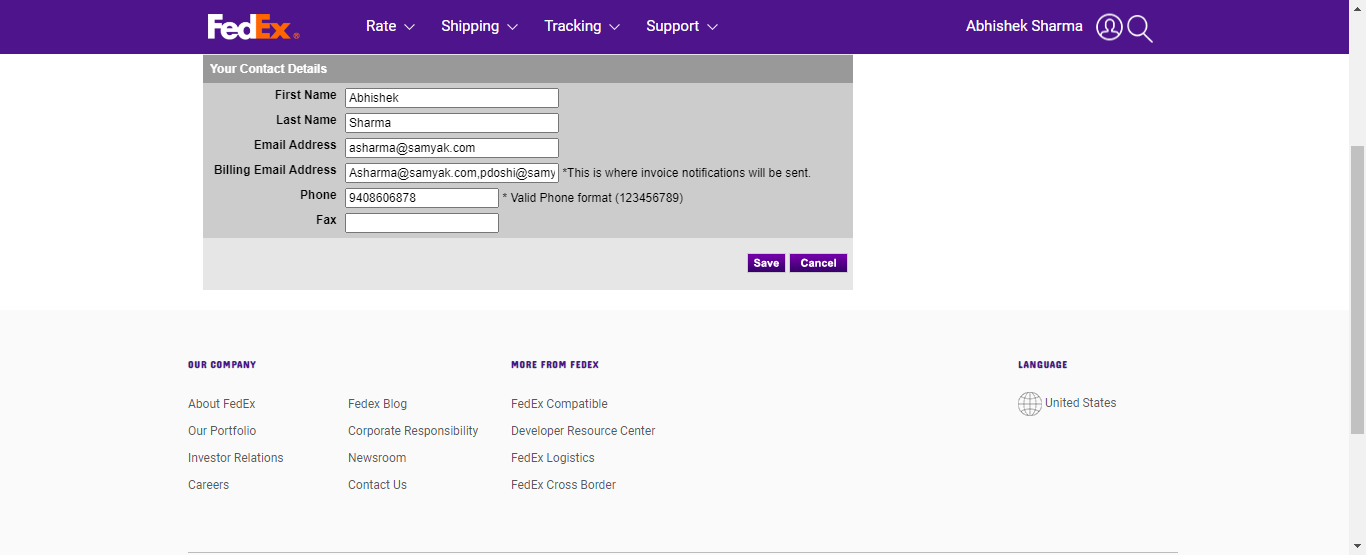 FedEx® Rate Shipping Tracking Support Abhishek Sharma
Your Contact Details
First Name Abhishek
Last Name Sharma
Email Address asharma@samyak.com
Billing Email Address Asharma@samyak.com,pdoshi@samy *This is where invoice notifications will be sent.
Phone 9408606878 * Valid Phone format (123456789)
Fax
Save Cancel
OUR COMPANY MORE FROM FEDEX LANGUAGE
About FedEx Fedex Blog FedEx Compatible United States
Our Portfolio Corporate Responsibility Developer Resource Center
Investor Relations Newsroom FedEx Logistics
Careers Contact Us FedEx Cross Border